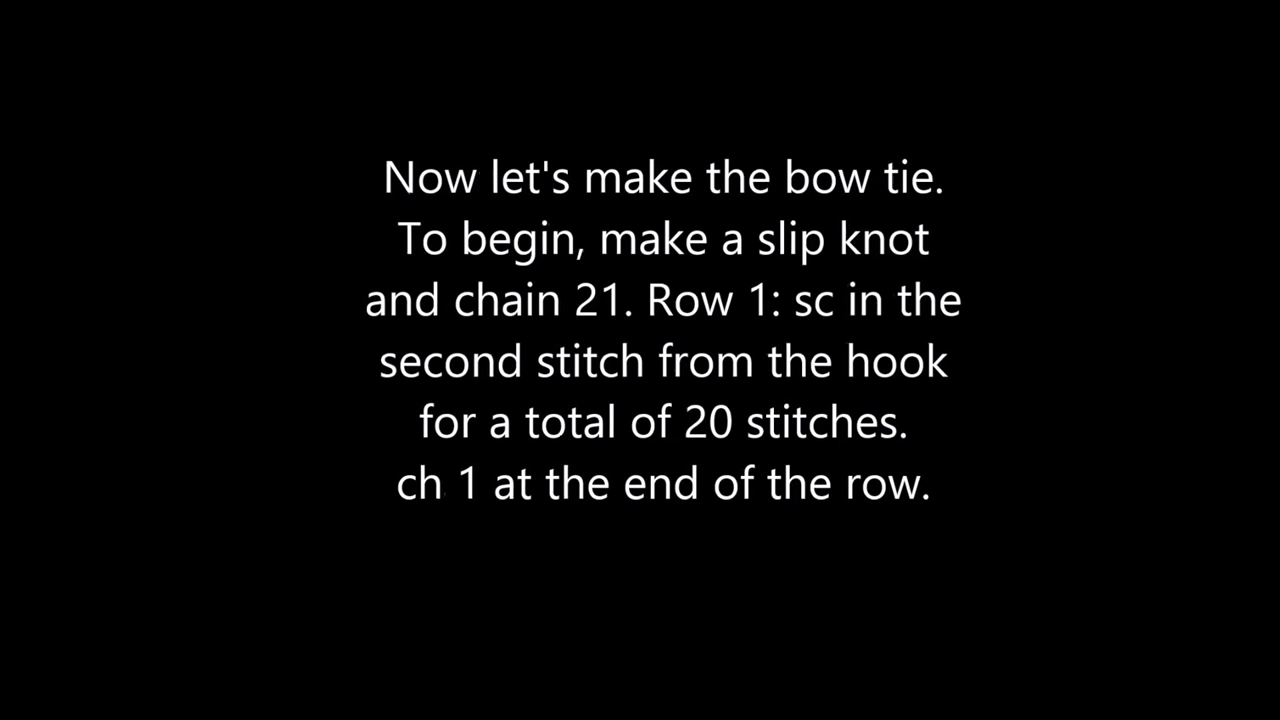 Now let's make the bow tie.
To begin, make a slip knot
and chain 21. Row 1: sc in the
second stitch from the hook
for a total of 20 stitches.
ch 1 at the end of the row.